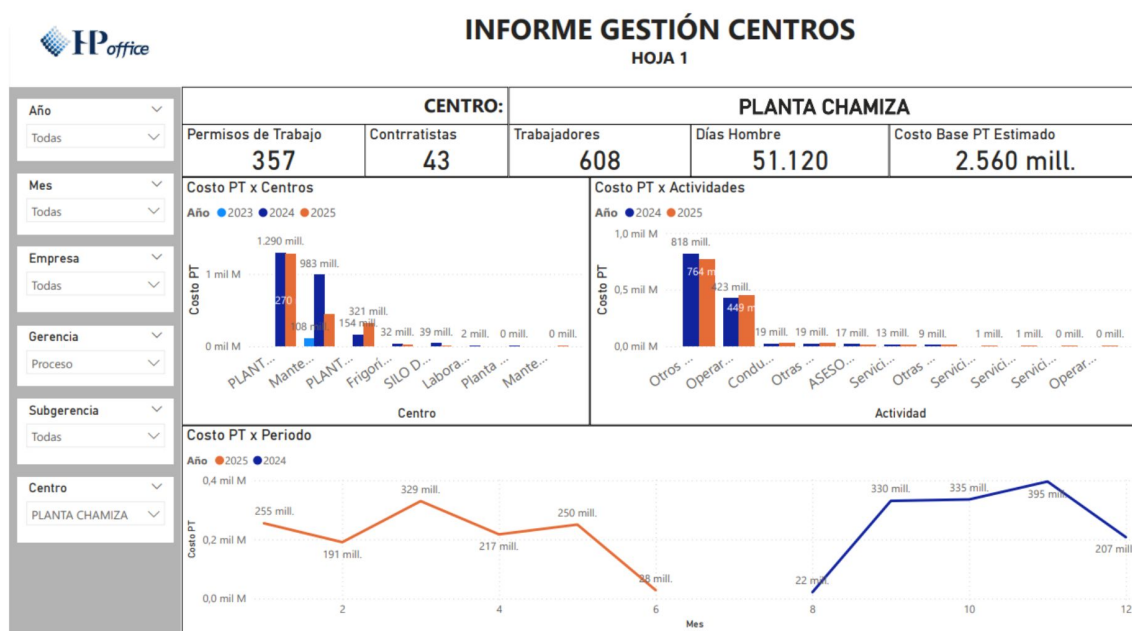 INFORME GESTIÓN CENTROS
HOJA 1
HP office
Año
Todas
Mes
Todas
Empresa
Todas
Gerencia
Proceso
Subgerencia
Todas
Centro
PLANTA CHAMIZA
CENTRO: PLANTA CHAMIZA
Permisos de Trabajo Contrratistas Trabajadores Días Hombre Costo Base PT Estimado
357 43 608 51.120 2.560 mill.
Costo PT x Centros
Año 2023 2024 2025
1.290 mill.
983 mill.
1 mil M
270
321 mill.
108 mill. 154 mill. 32 mill. 39 mill. 2 mill. 0 mill. 0 mill.
0 mil M
Costo PT
PLANT... Mante... PLANT... Frigorí... SILO D... Labora... Planta ... Mante...
Centro
Costo PT x Actividades
Año 2024 2025
1,0 mil M
818 mill.
764 m
423 mill.
0,5 mil M
449 m
19 mill. 19 mill. 17 mill. 13 mill. 9 mill. 1 mill. 1 mill. 0 mill. 0 mill.
0,0 mil M
Costo PT
Otros ... Operar... Condu... Otras ... ASESO... Servici... Otras ... Servici... Servici... Servici... Operar...
Actividad
Costo PT x Periodo
Año 2025 2024
0,4 mil M
329 mill. 330 mill. 335 mill. 395 mill.
255 mill. 250 mill.
0,2 mil M
191 mill. 217 mill. 207 mill.
28 mill. 22 mill.
0,0 mil M
Costo PT
2 4 6 8 10 12
Mes